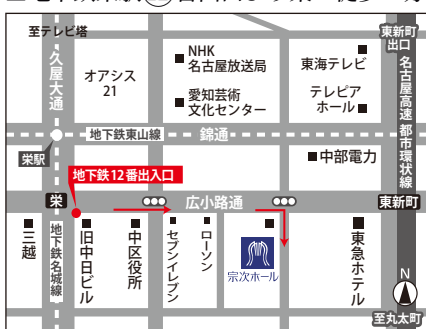 至テレビ塔
東新町
出口
久屋大通
オアシス
21
■NHK
名古屋放送局
■愛知芸術
文化センター
東海テレビ
テレピア
ホール■
名古屋高速 都市環状線
地下鉄東山線
錦通
栄駅
■中部電力
地下鉄12番出入口
栄
広小路通
東新町
■三越
地下鉄名城線
■旧中日ビル
■中区役所
■セブンイレブン
■ローソン
宗次ホール
■東急ホテル
N
至丸太町